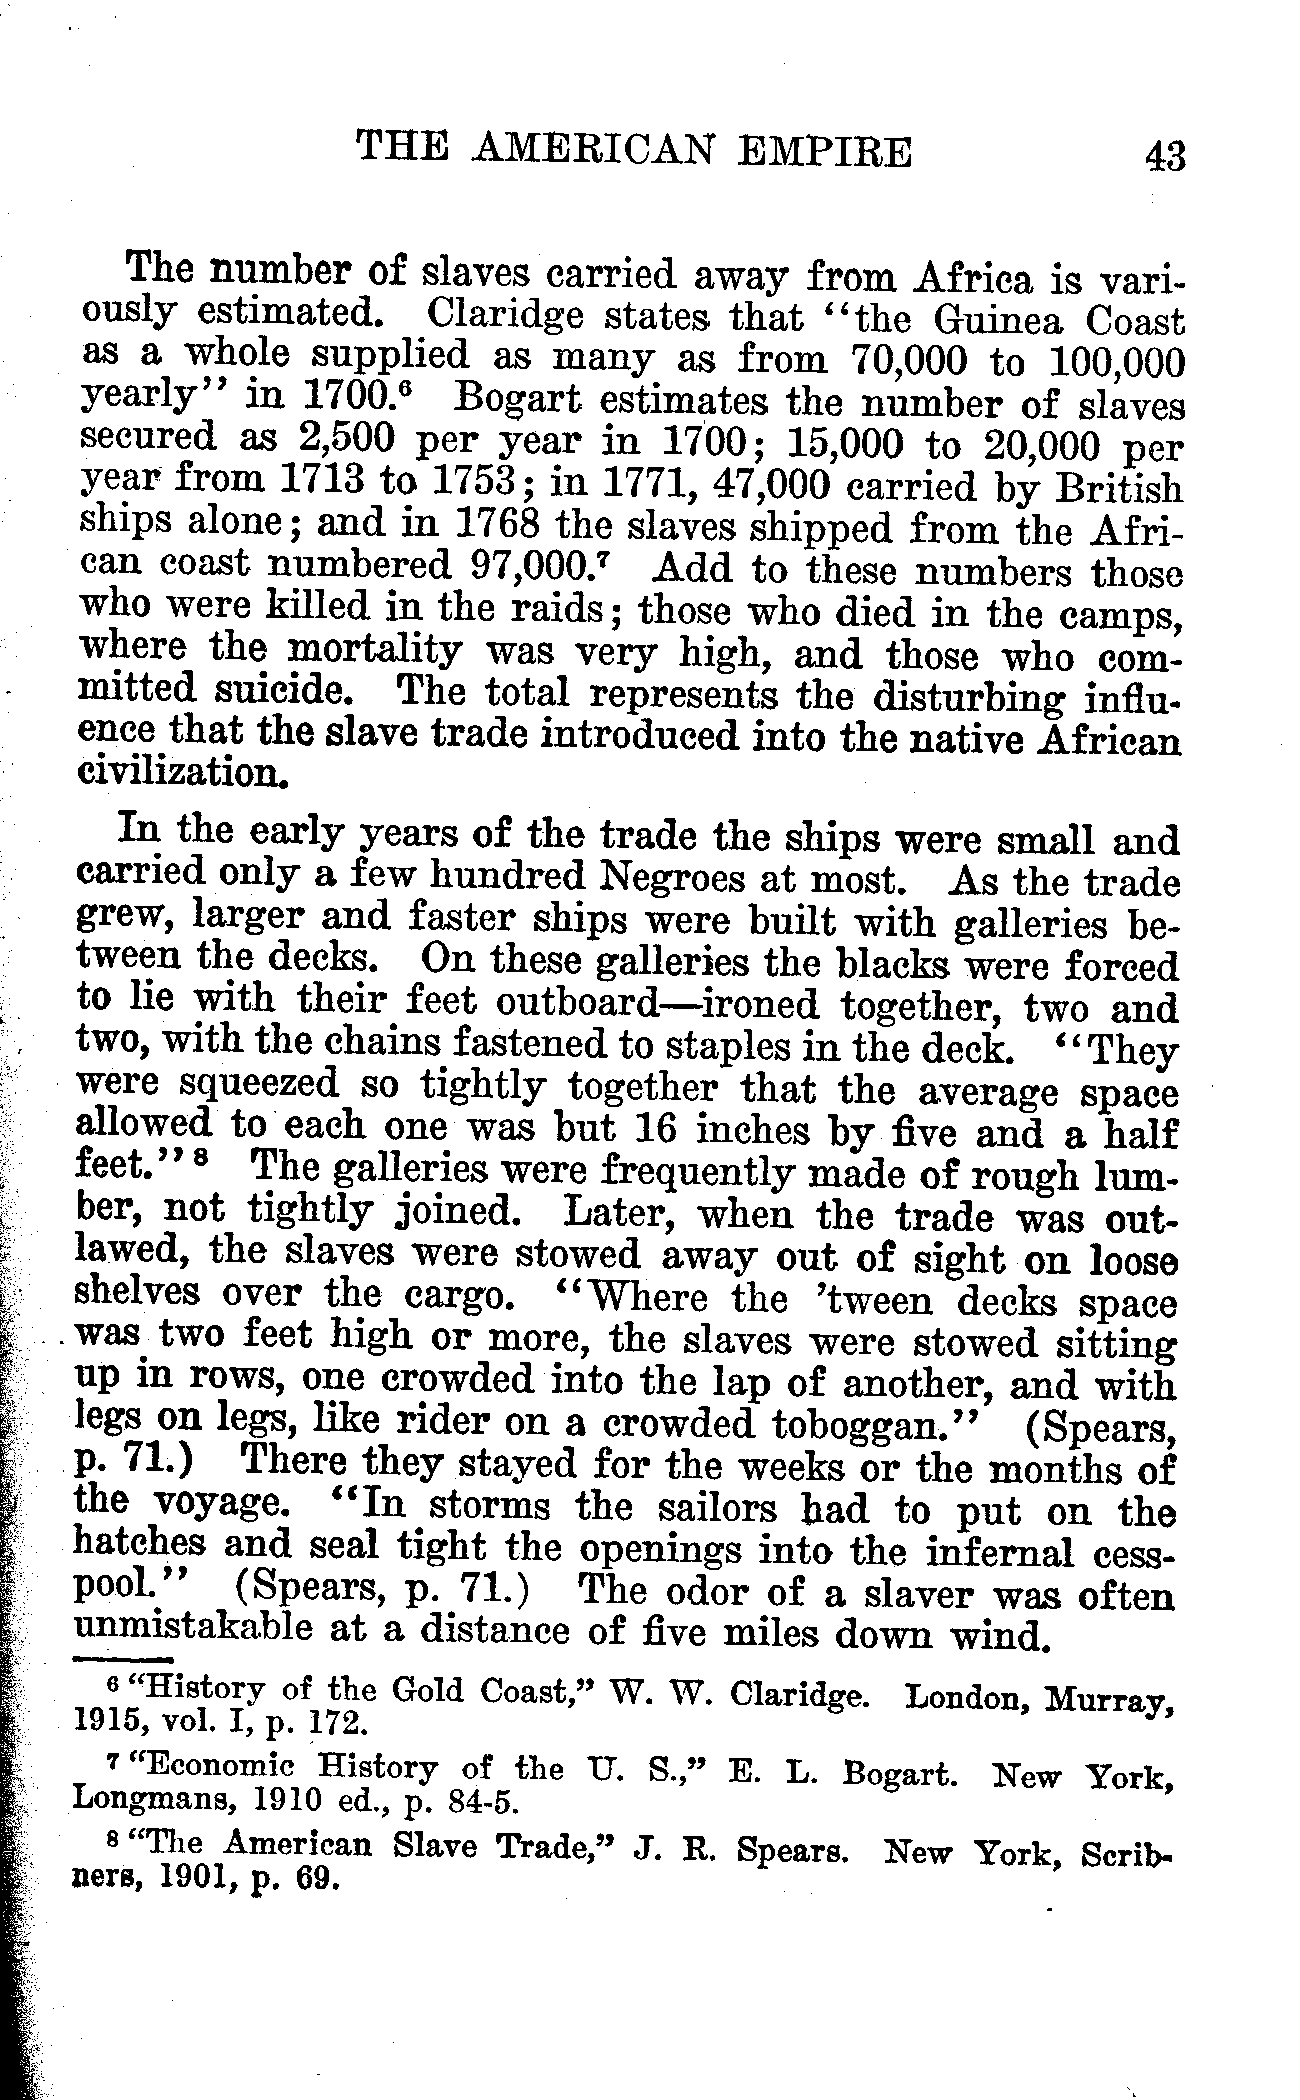 THE AMERICAN EMPIRE 43
The number of slaves carried away from Africa is vari-
ously estimated. Claridge states that "the Guinea Coast
as a whole supplied as many as from 70,000 to 100,000
yearly" in 1700.⁶ Bogart estimates the number of slaves
secured as 2,500 per year in 1700; 15,000 to 20,000 per
year from 1713 to 1753; in 1771, 47,000 carried by British
ships alone; and in 1768 the slaves shipped from the Afri-
can coast numbered 97,000.⁷ Add to these numbers those
who were killed in the raids; those who died in the camps,
where the mortality was very high, and those who com-
mitted suicide. The total represents the disturbing influ-
ence that the slave trade introduced into the native African
civilization.
In the early years of the trade the ships were small and
carried only a few hundred Negroes at most. As the trade
grew, larger and faster ships were built with galleries be-
tween the decks. On these galleries the blacks were forced
to lie with their feet outboard—ironed together, two and
two, with the chains fastened to staples in the deck. "They
were squeezed so tightly together that the average space
allowed to each one was but 16 inches by five and a half
feet."⁸ The galleries were frequently made of rough lum-
ber, not tightly joined. Later, when the trade was out-
lawed, the slaves were stowed away out of sight on loose
shelves over the cargo. "Where the 'tween decks space
was two feet high or more, the slaves were stowed sitting
up in rows, one crowded into the lap of another, and with
legs on legs, like rider on a crowded toboggan." (Spears,
p. 71.) There they stayed for the weeks or the months of
the voyage. "In storms the sailors had to put on the
hatches and seal tight the openings into the infernal cess-
pool." (Spears, p. 71.) The odor of a slaver was often
unmistakable at a distance of five miles down wind.
⁶ "History of the Gold Coast," W. W. Claridge. London, Murray,
1915, vol. I, p. 172.
⁷ "Economic History of the U. S.," E. L. Bogart. New York,
Longmans, 1910 ed., p. 84-5.
⁸ "The American Slave Trade," J. R. Spears. New York, Scrib-
ners, 1901, p. 69.